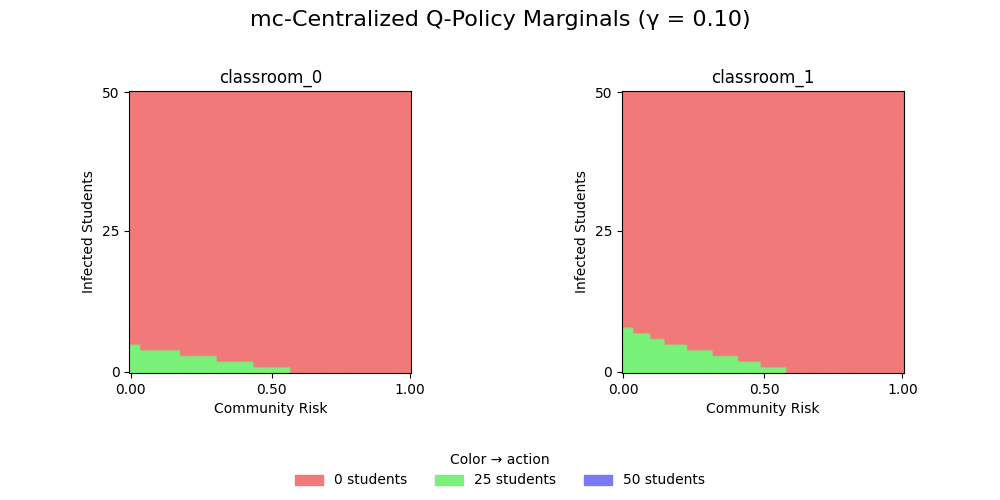 mc-Centralized Q-Policy Marginals (γ = 0.10)
classroom_0
classroom_1
50
25
0
Infected Students
0.00 0.50 1.00
Community Risk
50
25
0
Infected Students
0.00 0.50 1.00
Community Risk
Color → action
0 students 25 students 50 students